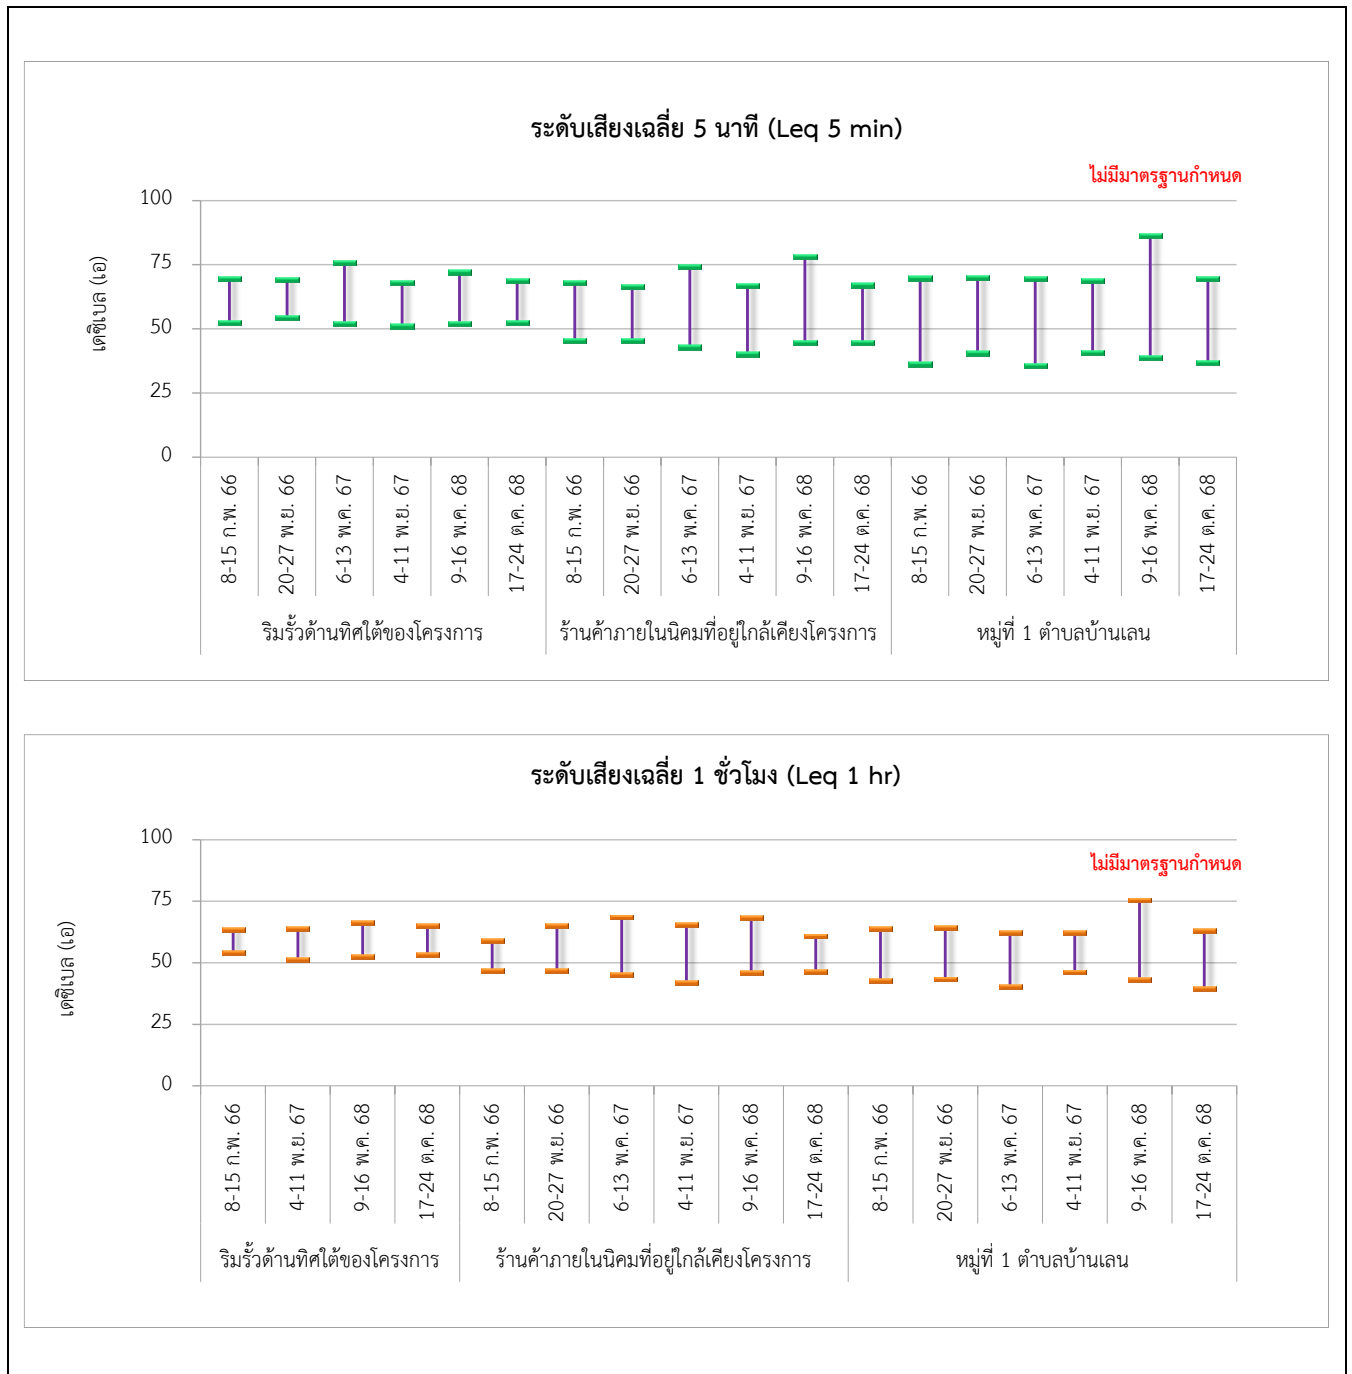 ระดับเสียงเฉลี่ย 5 นาที (Leq 5 min)
ไม่มีมาตรฐานกำหนด
เดซิเบล (เอ)
100
75
50
25
0
8-15 ก.พ. 66
20-27 พ.ย. 66
6-13 พ.ค. 67
4-11 พ.ย. 67
9-16 พ.ค. 68
17-24 ต.ค. 68
8-15 ก.พ. 66
20-27 พ.ย. 66
6-13 พ.ค. 67
4-11 พ.ย. 67
9-16 พ.ค. 68
17-24 ต.ค. 68
8-15 ก.พ. 66
20-27 พ.ย. 66
6-13 พ.ค. 67
4-11 พ.ย. 67
9-16 พ.ค. 68
17-24 ต.ค. 68
ริมรั้วด้านทิศใต้ของโครงการ
ร้านค้าภายในนิคมที่อยู่ใกล้เคียงโครงการ
หมู่ที่ 1 ตำบลบ้านเลน
ระดับเสียงเฉลี่ย 1 ชั่วโมง (Leq 1 hr)
ไม่มีมาตรฐานกำหนด
เดซิเบล (เอ)
100
75
50
25
0
8-15 ก.พ. 66
4-11 พ.ย. 67
9-16 พ.ค. 68
17-24 ต.ค. 68
8-15 ก.พ. 66
20-27 พ.ย. 66
6-13 พ.ค. 67
4-11 พ.ย. 67
9-16 พ.ค. 68
17-24 ต.ค. 68
8-15 ก.พ. 66
20-27 พ.ย. 66
6-13 พ.ค. 67
4-11 พ.ย. 67
9-16 พ.ค. 68
17-24 ต.ค. 68
ริมรั้วด้านทิศใต้ของโครงการ
ร้านค้าภายในนิคมที่อยู่ใกล้เคียงโครงการ
หมู่ที่ 1 ตำบลบ้านเลน